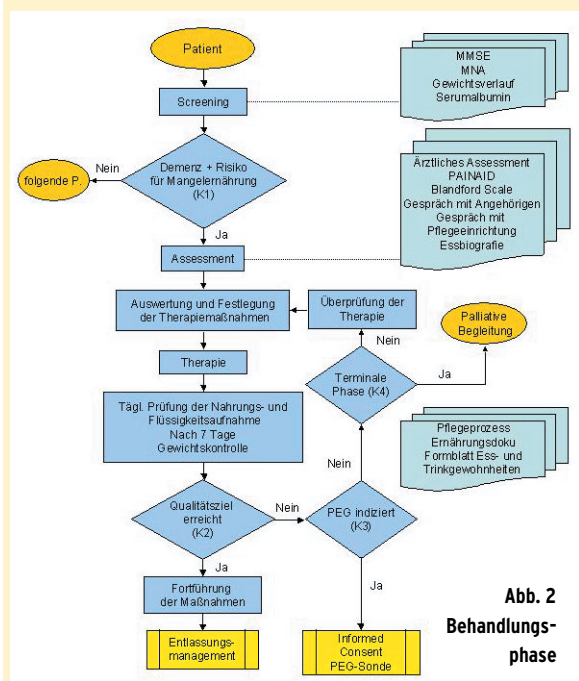 Patient
MMSE
MNA
Gewichtsverlauf
Serumalbumin
Screening
Nein
folgende P.
Demenz + Risiko
für Mangelernährung
(K1)
Ärztliches Assessment
PAINAID
Blandford Scale
Gespräch mit Angehörigen
Gespräch mit
Pflegeeinrichtung
Essbiografie
Ja
Assessment
Auswertung und Festlegung
der Therapiemaßnahmen
Überprüfung der
Therapie
Palliative
Begleitung
Nein
Therapie
Terminale
Phase (K4)
Ja
Tägl. Prüfung der Nahrungs- und
Flüssigkeitsaufnahme
Nach 7 Tage
Gewichtskontrolle
Pflegeprozess
Ernährungsdoku
Formblatt Ess- und
Trinkgewohnheiten
Nein
Qualitätsziel
erreicht
(K2)
Nein
PEG indiziert
(K3)
Ja
Ja
Fortführung
der Maßnahmen
Entlassungs-
management
Informed
Consent
PEG-Sonde
Abb. 2
Behandlungs-
phase